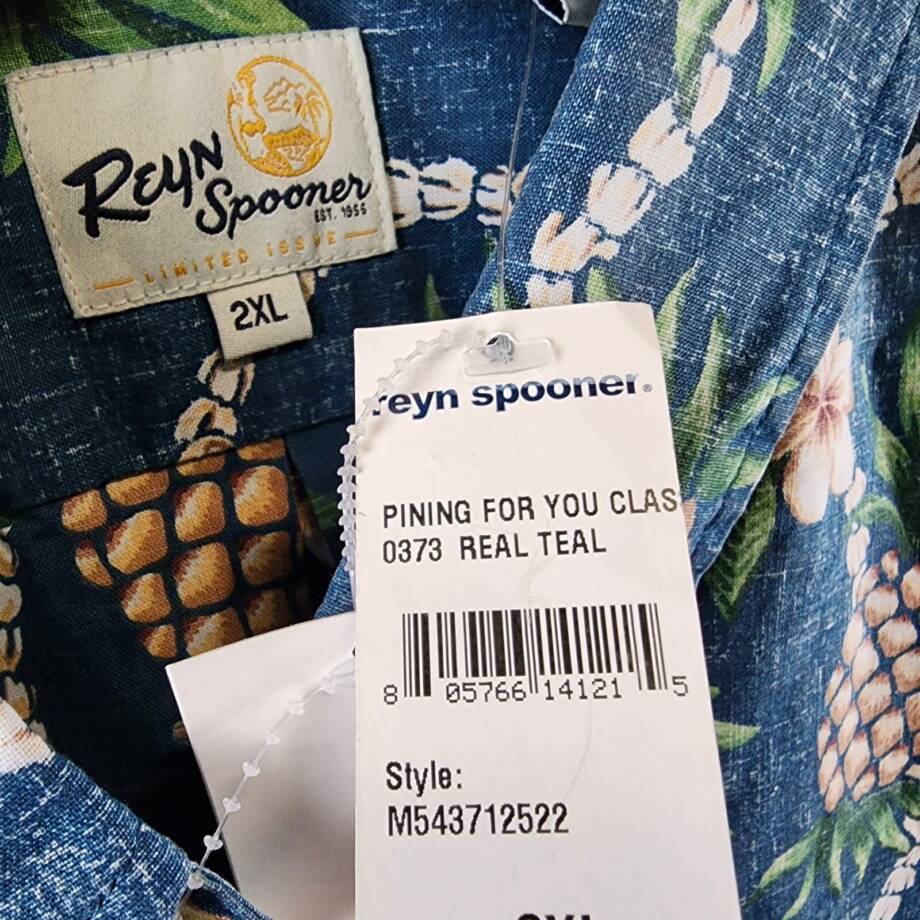 REYN
Spooner
EST. 1956
LIMITED ISSUE
2XL
reyn spooner®
PINING FOR YOU CLAS
0373 REAL TEAL
8 05766 14121 5
Style:
M543712522